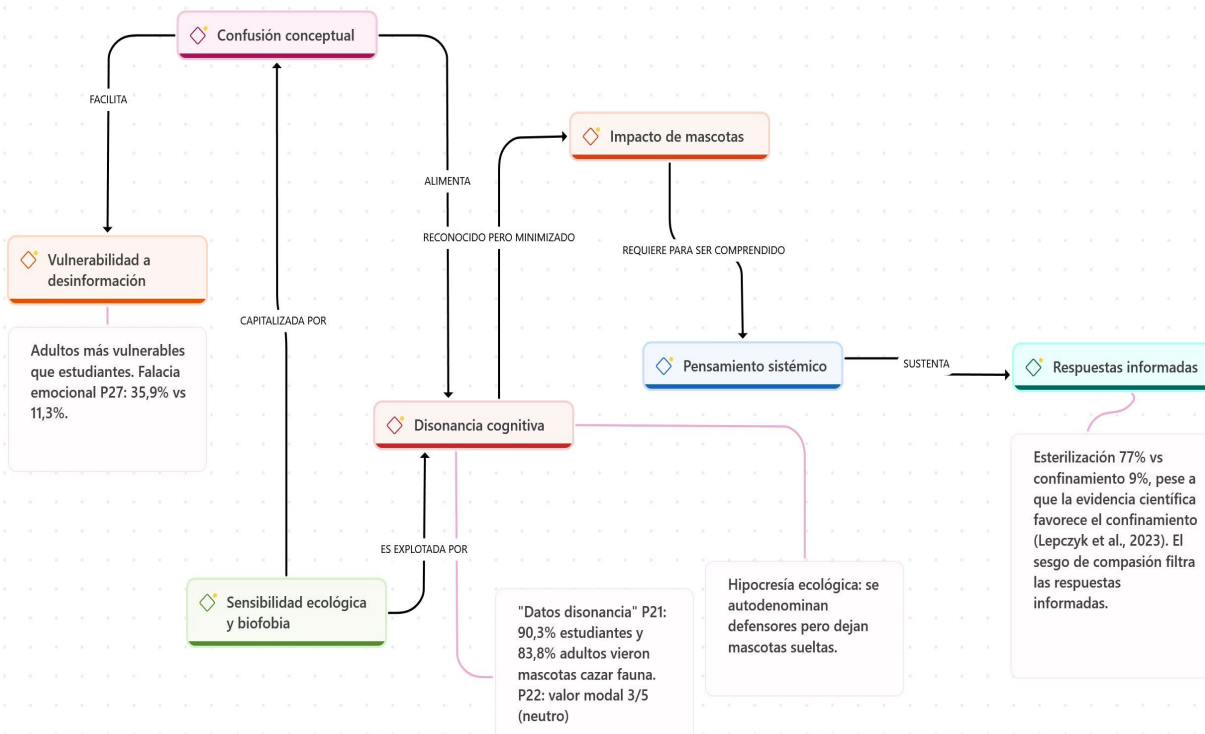 Confusión conceptual
FACILITA
Impacto de mascotas
ALIMENTA
RECONOCIDO PERO MINIMIZADO
REQUIERE PARA SER COMPRENDIDO
Vulnerabilidad a
desinformación
CAPITALIZADA POR
Adultos más vulnerables
que estudiantes. Falacia
emocional P27: 35,9% vs
11,3%.
Pensamiento sistémico
SUSTENTA
Respuestas informadas
Disonancia cognitiva
Esterilización 77% vs
confinamiento 9%, pese a
que la evidencia científica
favorece el confinamiento
(Lepczyk et al., 2023). El
sesgo de compasión filtra
las respuestas
informadas.
ES EXPLOTADA POR
Sensibilidad ecológica
y biofobia
"Datos disonancia" P21:
90,3% estudiantes y
83,8% adultos vieron
mascotas cazar fauna.
P22: valor modal 3/5
(neutro)
Hipocresía ecológica: se
autodenominan
defensores pero dejan
mascotas sueltas.